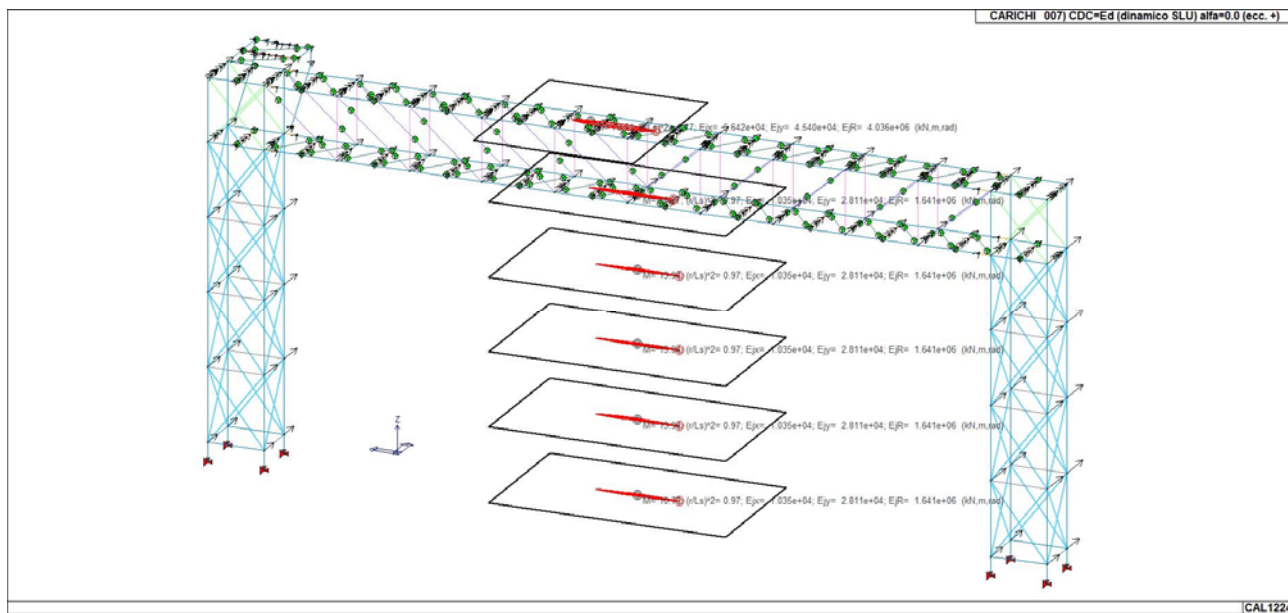 CARICHI 007) CDC=Ed (dinamico SLU) alfa=0.0 (ecc. +)
Ejy= 4.540e+04; EjR= 4.036e+06 (kN,m,rad)
(r/Ls)^2= 0.97; Ejx= 1.035e+04; Ejy= 2.811e+04; EjR= 1.641e+06 (kN,m,rad)
(r/Ls)^2= 0.97; Ejx= 1.035e+04; Ejy= 2.811e+04; EjR= 1.641e+06 (kN,m,rad)
(r/Ls)^2= 0.97; Ejx= 1.035e+04; Ejy= 2.811e+04; EjR= 1.641e+06 (kN,m,rad)
(r/Ls)^2= 0.97; Ejx= 1.035e+04; Ejy= 2.811e+04; EjR= 1.641e+06 (kN,m,rad)
Z
(r/Ls)^2= 0.97; Ejx= 1.035e+04; Ejy= 2.811e+04; EjR= 1.641e+06 (kN,m,rad)
CAL122